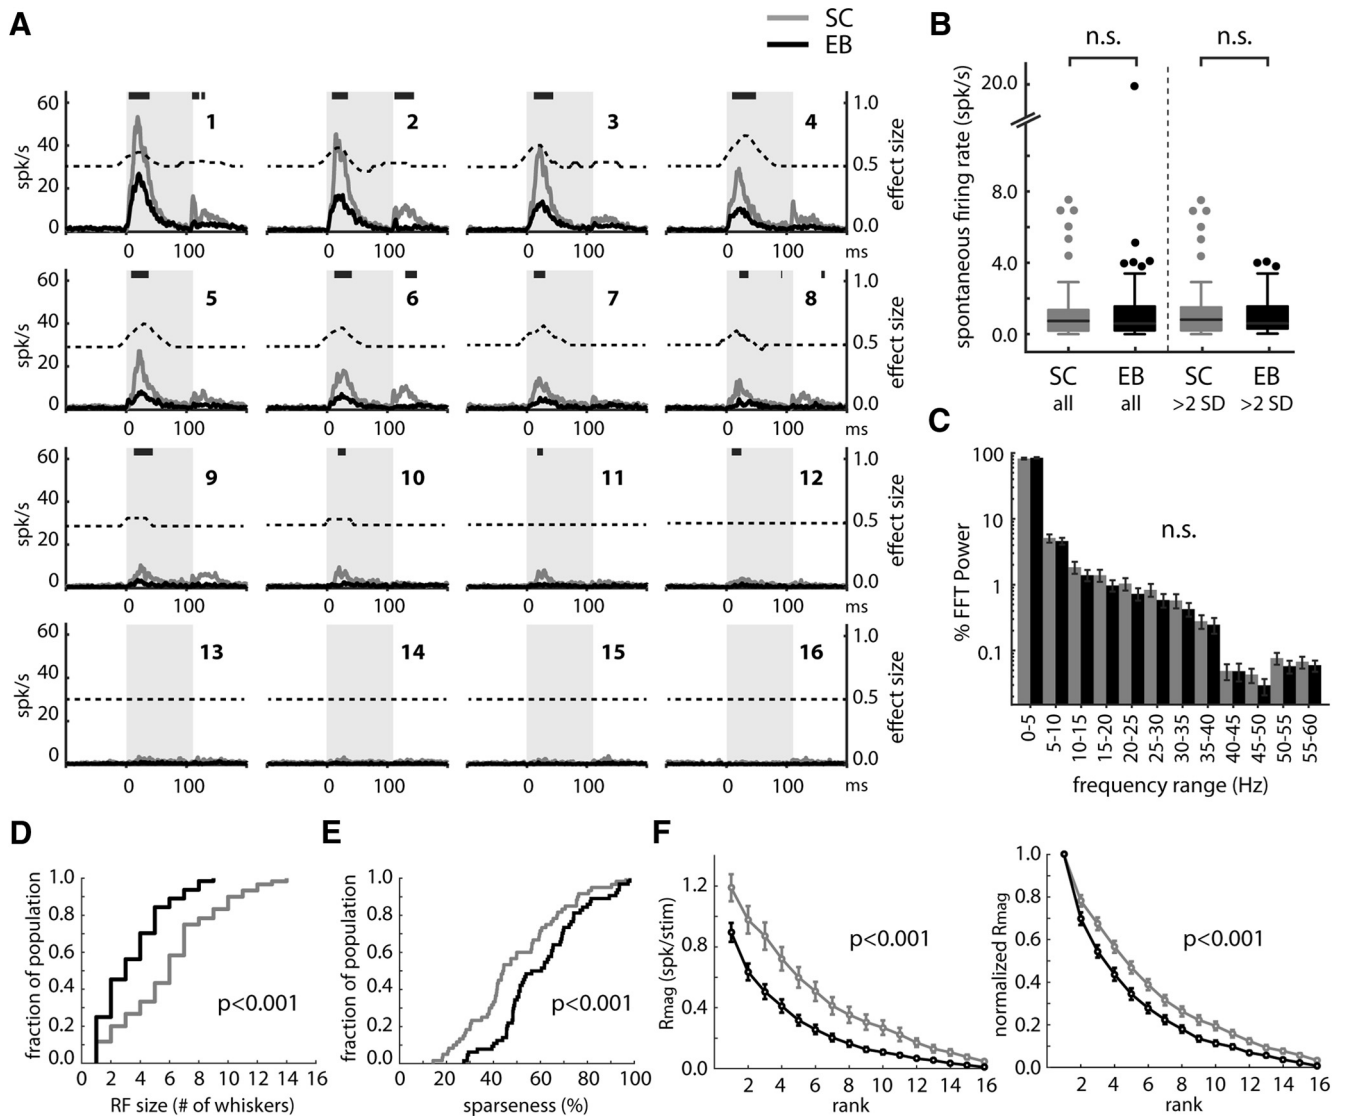 A
SC
EB
60
40
20
0
spk/s
1
2
3
4
1.0
0.5
0.0
effect size
0 100
0 100
0 100
0 100
ms
60
40
20
0
spk/s
5
6
7
8
1.0
0.5
0.0
effect size
0 100
0 100
0 100
0 100
ms
60
40
20
0
spk/s
9
10
11
12
1.0
0.5
0.0
effect size
0 100
0 100
0 100
0 100
ms
60
40
20
0
spk/s
13
14
15
16
1.0
0.5
0.0
effect size
0 100
0 100
0 100
0 100
ms
B
n.s.
n.s.
spontaneous firing rate (spk/s)
20.0
8.0
4.0
0.0
SC all
EB all
SC >2 SD
EB >2 SD
C
% FFT Power
100
10
1
0.1
n.s.
0-5
5-10
10-15
15-20
20-25
25-30
30-35
35-40
40-45
45-50
50-55
55-60
frequency range (Hz)
D
fraction of population
1.0
0.8
0.6
0.4
0.2
0.0
p<0.001
0 2 4 6 8 10 12 14 16
RF size (# of whiskers)
E
fraction of population
1.0
0.8
0.6
0.4
0.2
0.0
p<0.001
0 20 40 60 80 100
sparseness (%)
F
Rmag (spk/stim)
1.2
0.8
0.4
0.0
p<0.001
2 4 6 8 10 12 14 16
rank
normalized Rmag
1.0
0.8
0.6
0.4
0.2
0.0
p<0.001
2 4 6 8 10 12 14 16
rank